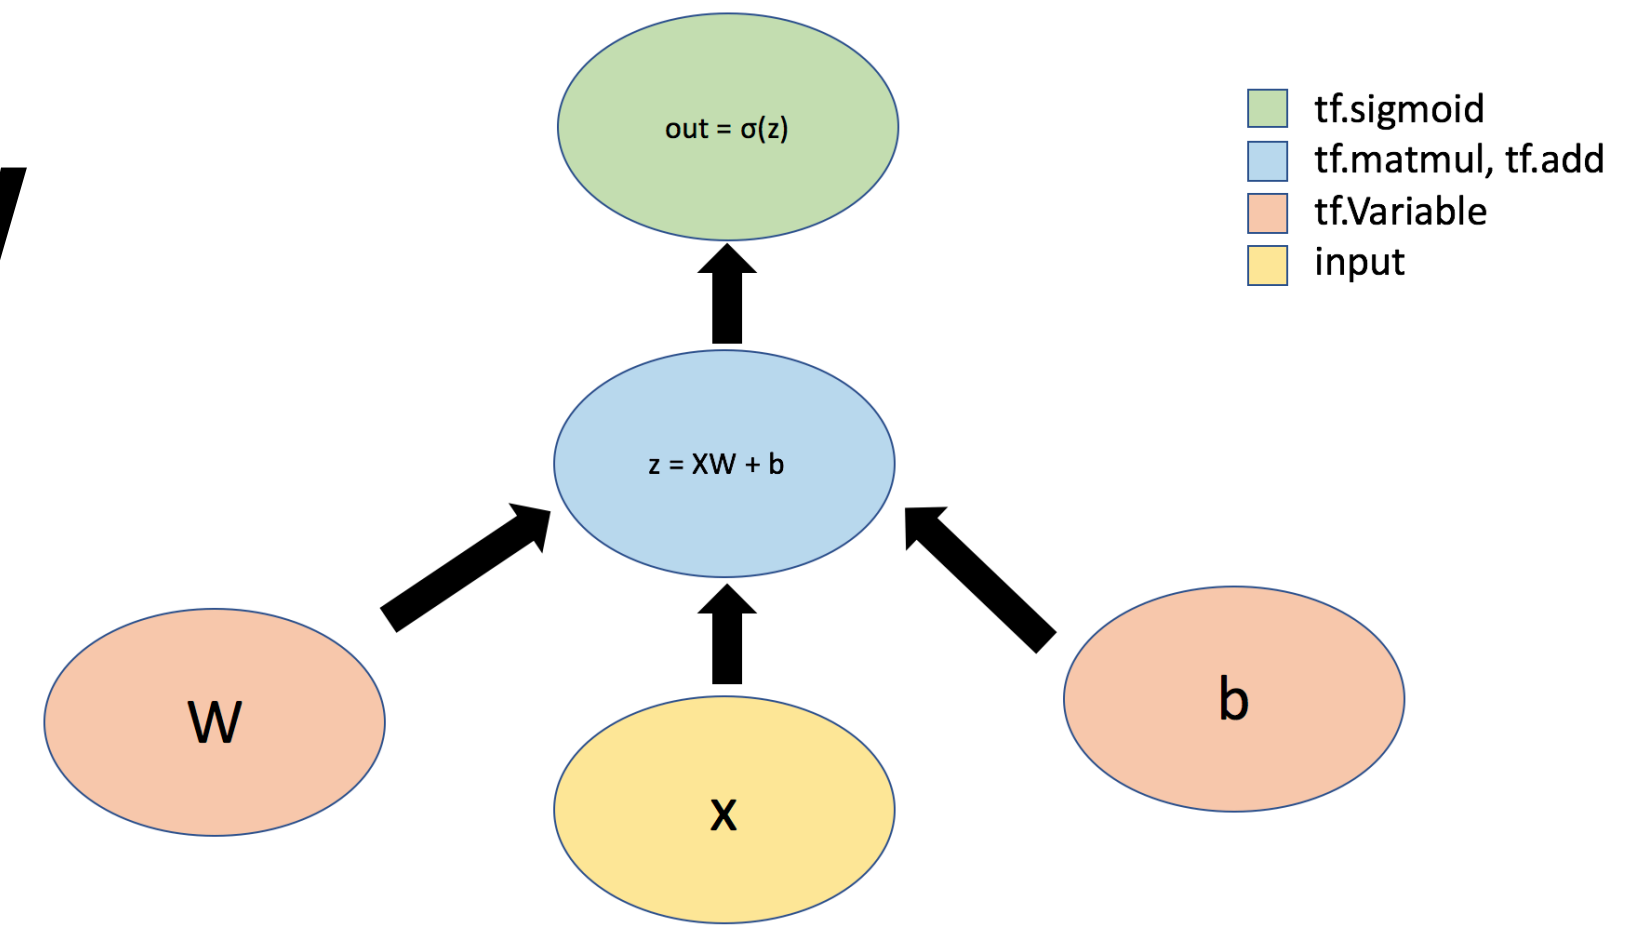 out = σ(z)
tf.sigmoid
tf.matmul, tf.add
tf.Variable
input
z = XW + b
W
X
b